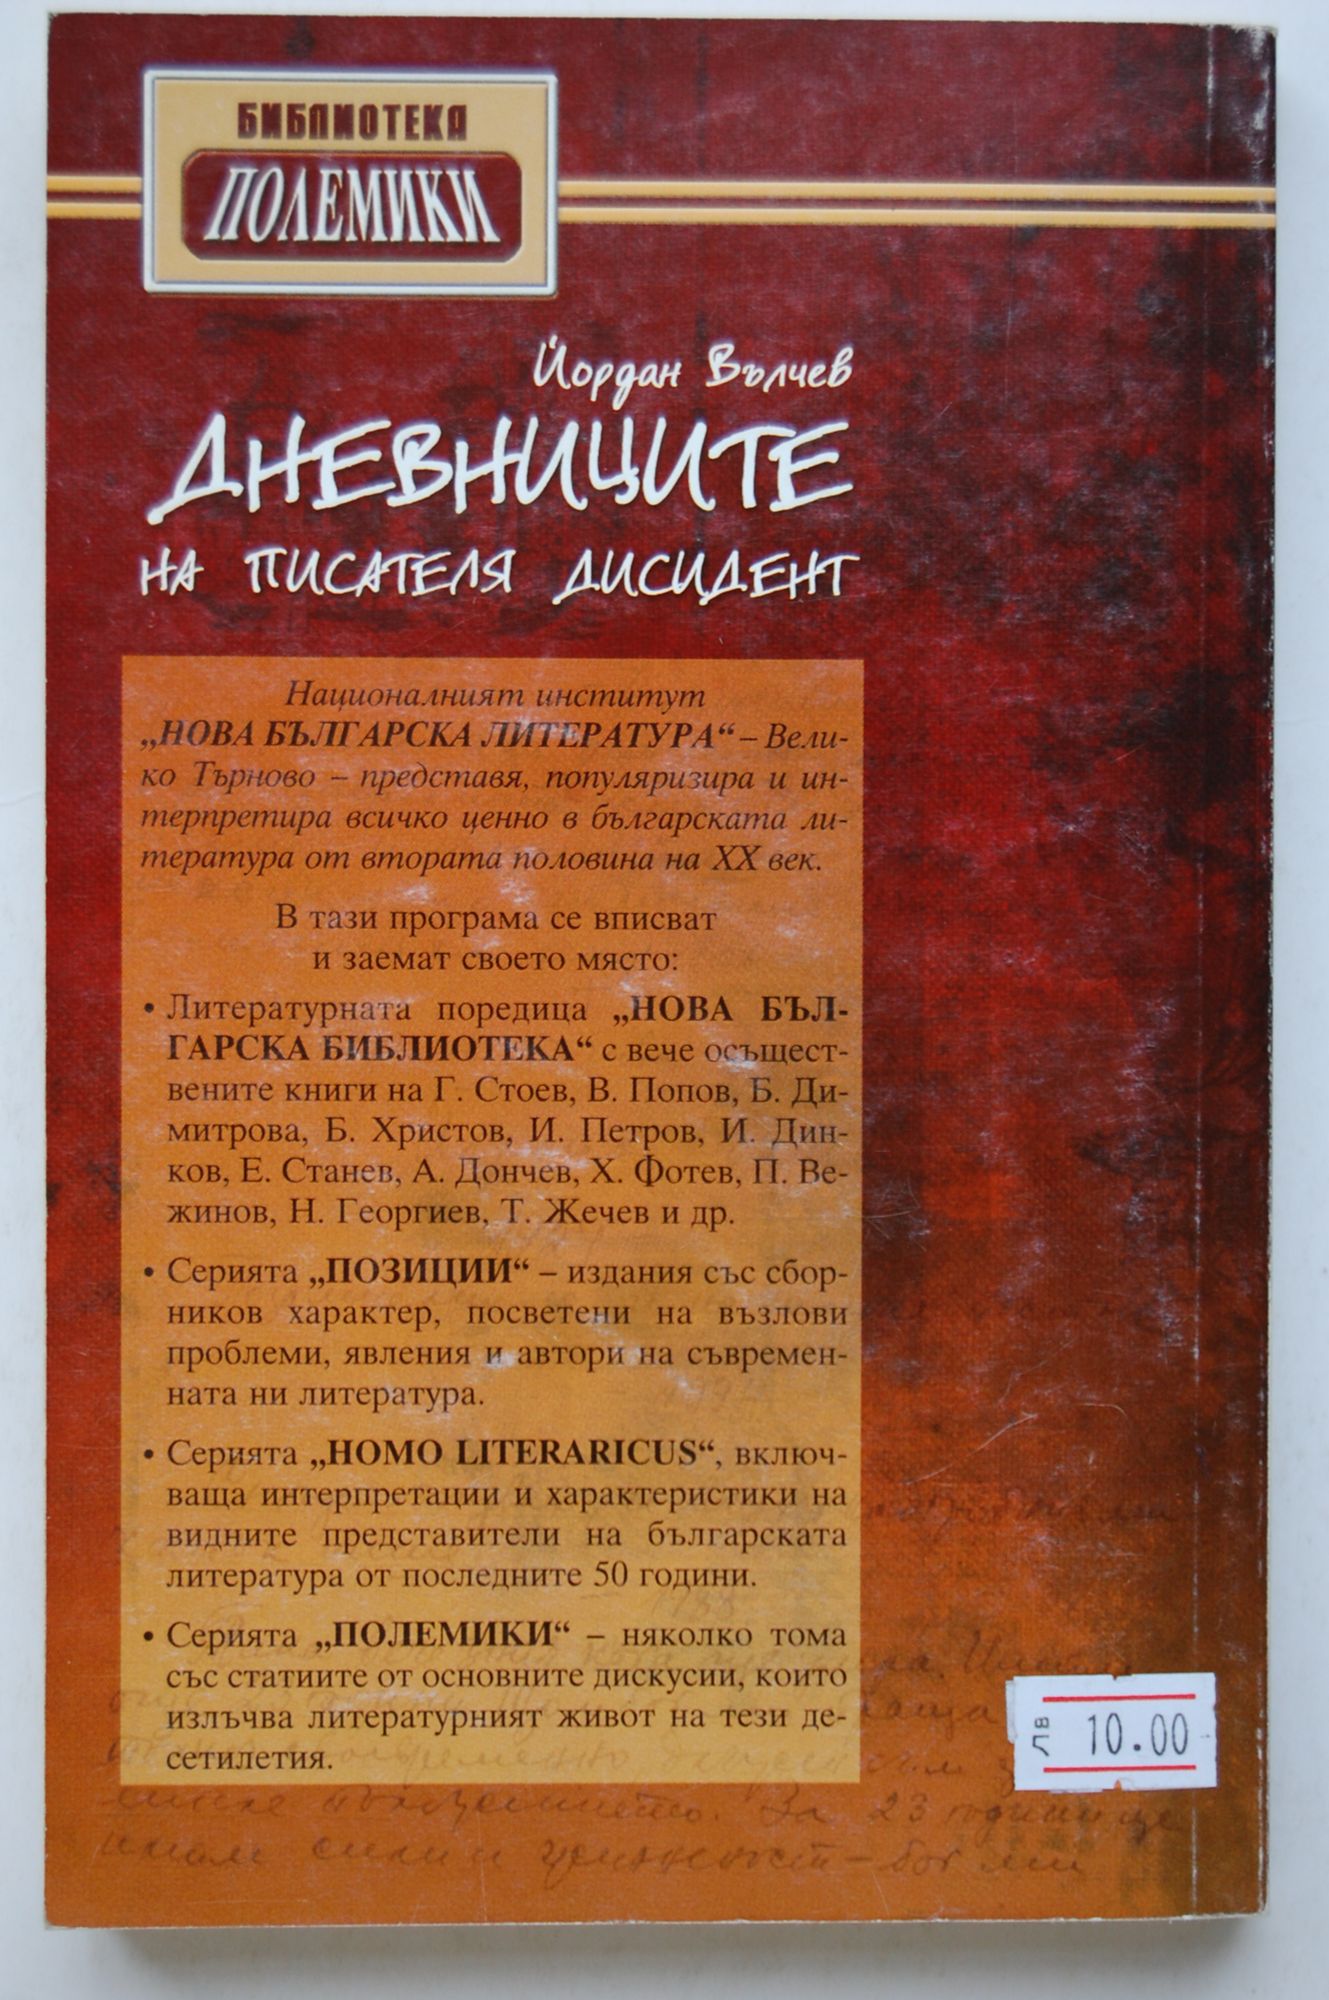 БИБЛИОТЕКА
ПОЛЕМИКИ
Йордан Вълчев
ДНЕВНИЦИТЕ
НА ПИСАТЕЛЯ ДИСИДЕНТ
Националният институт
„НОВА БЪЛГАРСКА ЛИТЕРАТУРА“ – Вели-
ко Търново – представя, популяризира и ин-
терпретира всичко ценно в българската ли-
тература от втората половина на XX век.
В тази програма се вписват
и заемат своето място:
• Литературната поредица „НОВА БЪЛ-
ГАРСКА БИБЛИОТЕКА“ с вече осъщест-
вените книги на Г. Стоев, В. Попов, Б. Ди-
митрова, Б. Христов, И. Петров, И. Дин-
ков, Е. Станев, А. Дончев, Х. Фотев, П. Ве-
жинов, Н. Георгиев, Т. Жечев и др.
• Серията „ПОЗИЦИИ“ – издания със сбор-
ников характер, посветени на възлови
проблеми, явления и автори на съвремен-
ната ни литература.
• Серията „HOMO LITERARICUS“, включ-
ваща интерпретации и характеристики на
видните представители на българската
литература от последните 50 години.
• Серията „ПОЛЕМИКИ“ – няколко тома
със статиите от основните дискусии, които
излъчва литературният живот на тези де-
сетилетия.
лв 10.00
За 23 години